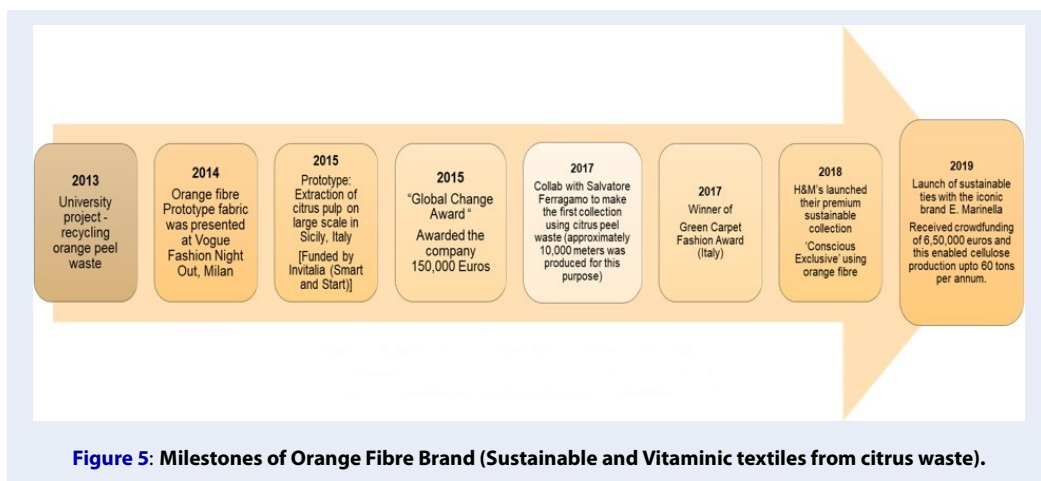 2013
University
project -
recycling
orange peel
waste
2014
Orange fibre
Prototype fabric
was presented
at Vogue
Fashion Night
Out, Milan
2015
Prototype:
Extraction of
citrus pulp on
large scale in
Sicily, Italy
[Funded by
Invitalia (Smart
and Start)]
2015
“Global Change
Award “
Awarded the
company
150,000 Euros
2017
Collab with Salvatore
Ferragamo to make
the first collection
using citrus peel
waste (approximately
10,000 meters was
produced for this
purpose)
2017
Winner of
Green Carpet
Fashion Award
(Italy)
2018
H&M's launched
their premium
sustainable
collection
‘Conscious
Exclusive’ using
orange fibre
2019
Launch of sustainable
ties with the iconic
brand E. Marinella
Received crowdfunding
of 6,50,000 euros and
this enabled cellulose
production upto 60 tons
per annum.
Figure 5: Milestones of Orange Fibre Brand (Sustainable and Vitaminic textiles from citrus waste).